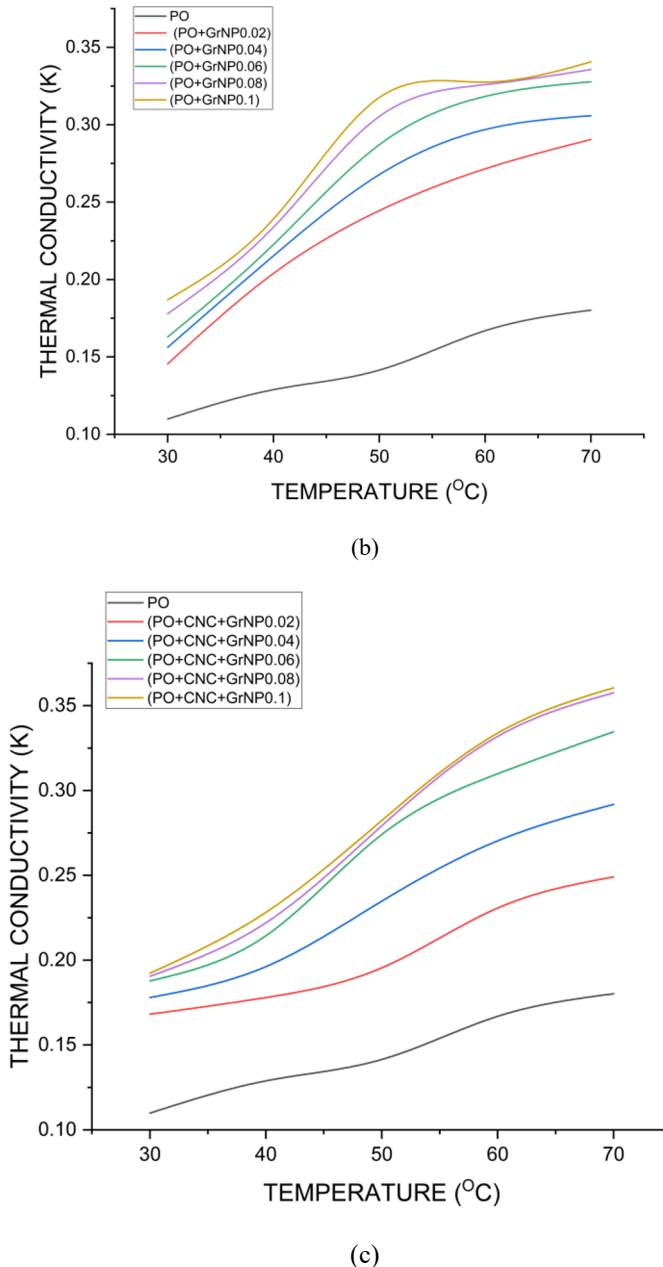 PO
(PO+GrNP0.02)
(PO+GrNP0.04)
(PO+GrNP0.06)
(PO+GrNP0.08)
(PO+GrNP0.1)
THERMAL CONDUCTIVITY (K)
0.35
0.30
0.25
0.20
0.15
0.10
30 40 50 60 70
TEMPERATURE (ᴼC)
(b)
PO
(PO+CNC+GrNP0.02)
(PO+CNC+GrNP0.04)
(PO+CNC+GrNP0.06)
(PO+CNC+GrNP0.08)
(PO+CNC+GrNP0.1)
THERMAL CONDUCTIVITY (K)
0.35
0.30
0.25
0.20
0.15
0.10
30 40 50 60 70
TEMPERATURE (ᴼC)
(c)